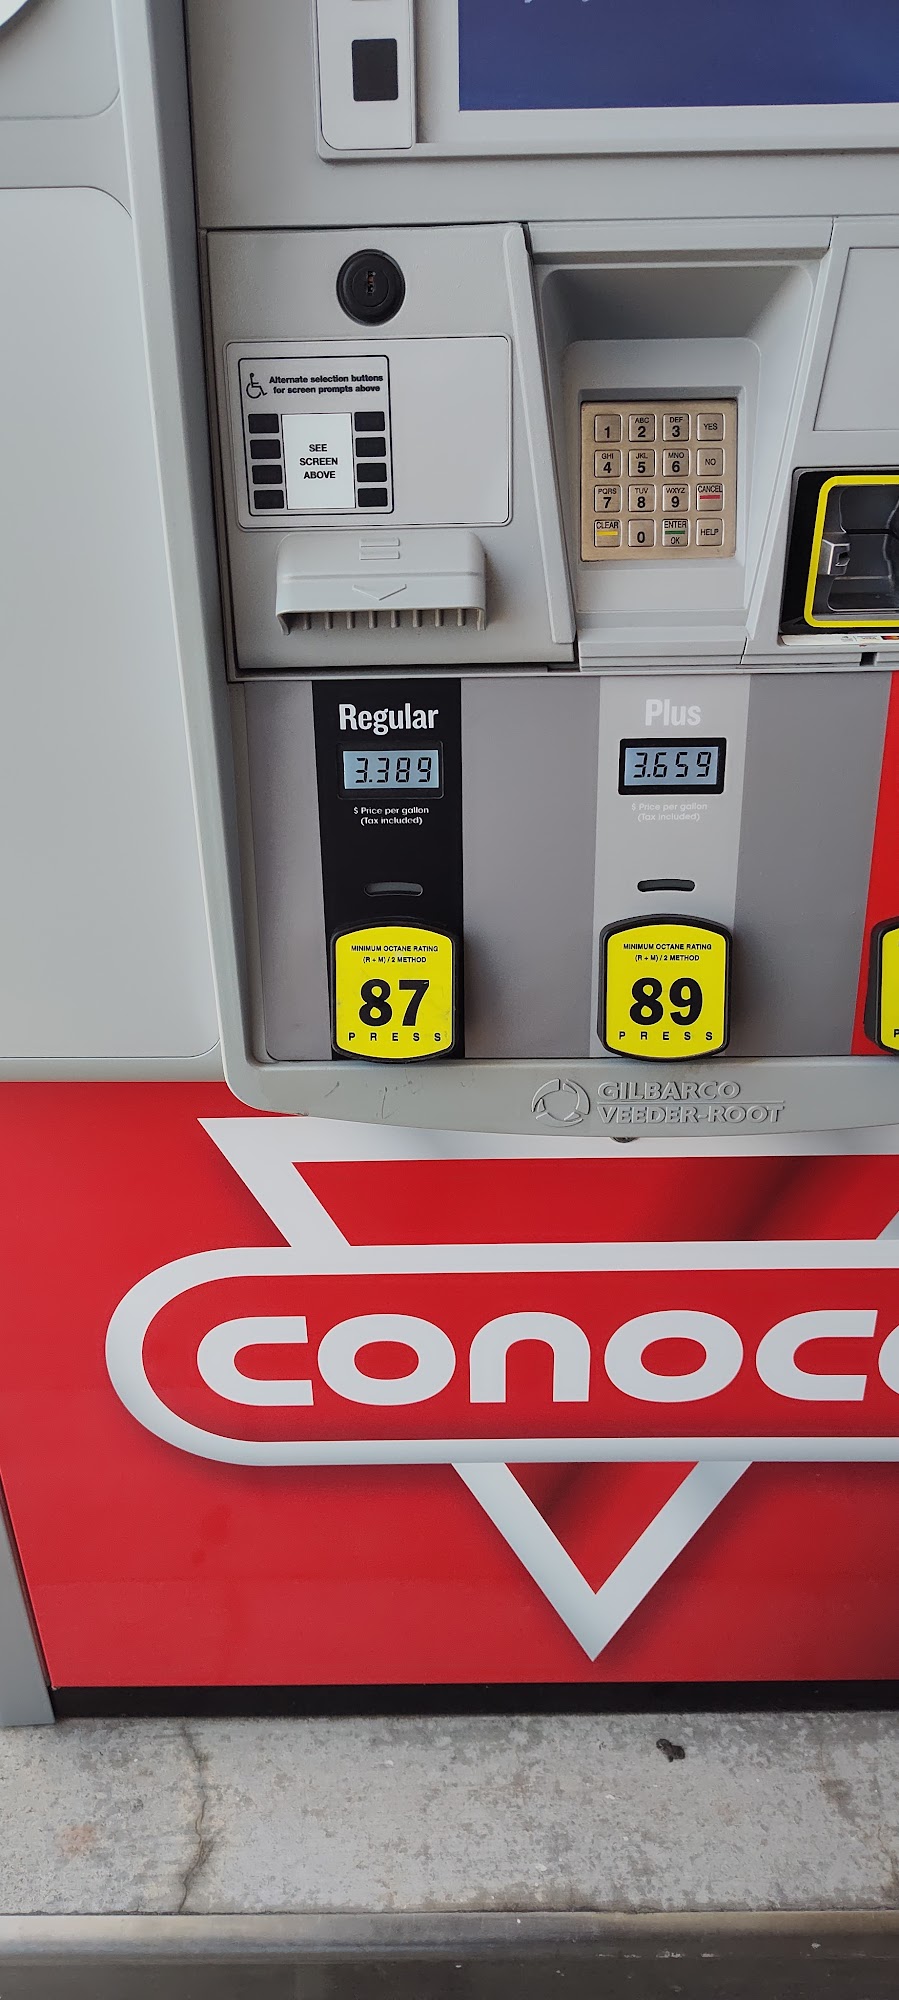 Alternate selection buttons
for screen prompts above
SEE
SCREEN
ABOVE
1 ABC 2 DEF 3 YES
GHI 4 JKL 5 MNO 6 NO
PQRS 7 TUV 8 WXYZ 9 CANCEL
CLEAR 0 ENTER OK HELP
Regular
3.389
$ Price per gallon
(Tax included)
MINIMUM OCTANE RATING
(R + M) / 2 METHOD
87
PRESS
Plus
3.659
$ Price per gallon
(Tax included)
MINIMUM OCTANE RATING
(R + M) / 2 METHOD
89
PRESS
GILBARCO
VEEDER-ROOT
CONOC